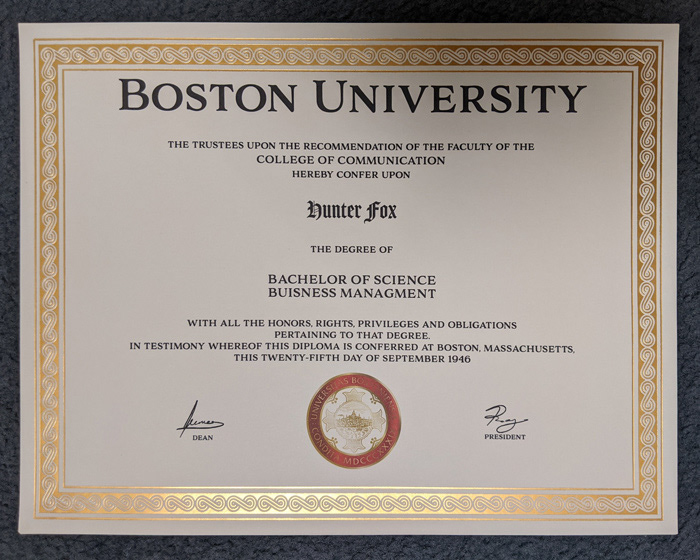 BOSTON UNIVERSITY
THE TRUSTEES UPON THE RECOMMENDATION OF THE FACULTY OF THE
COLLEGE OF COMMUNICATION
HEREBY CONFER UPON
Hunter Fox
THE DEGREE OF
BACHELOR OF SCIENCE
BUISNESS MANAGMENT
WITH ALL THE HONORS, RIGHTS, PRIVILEGES AND OBLIGATIONS
PERTAINING TO THAT DEGREE.
IN TESTIMONY WHEREOF THIS DIPLOMA IS CONFERRED AT BOSTON, MASSACHUSETTS,
THIS TWENTY-FIFTH DAY OF SEPTEMBER 1946
UNIVERSITAS
CONDITA
DEAN
PRESIDENT